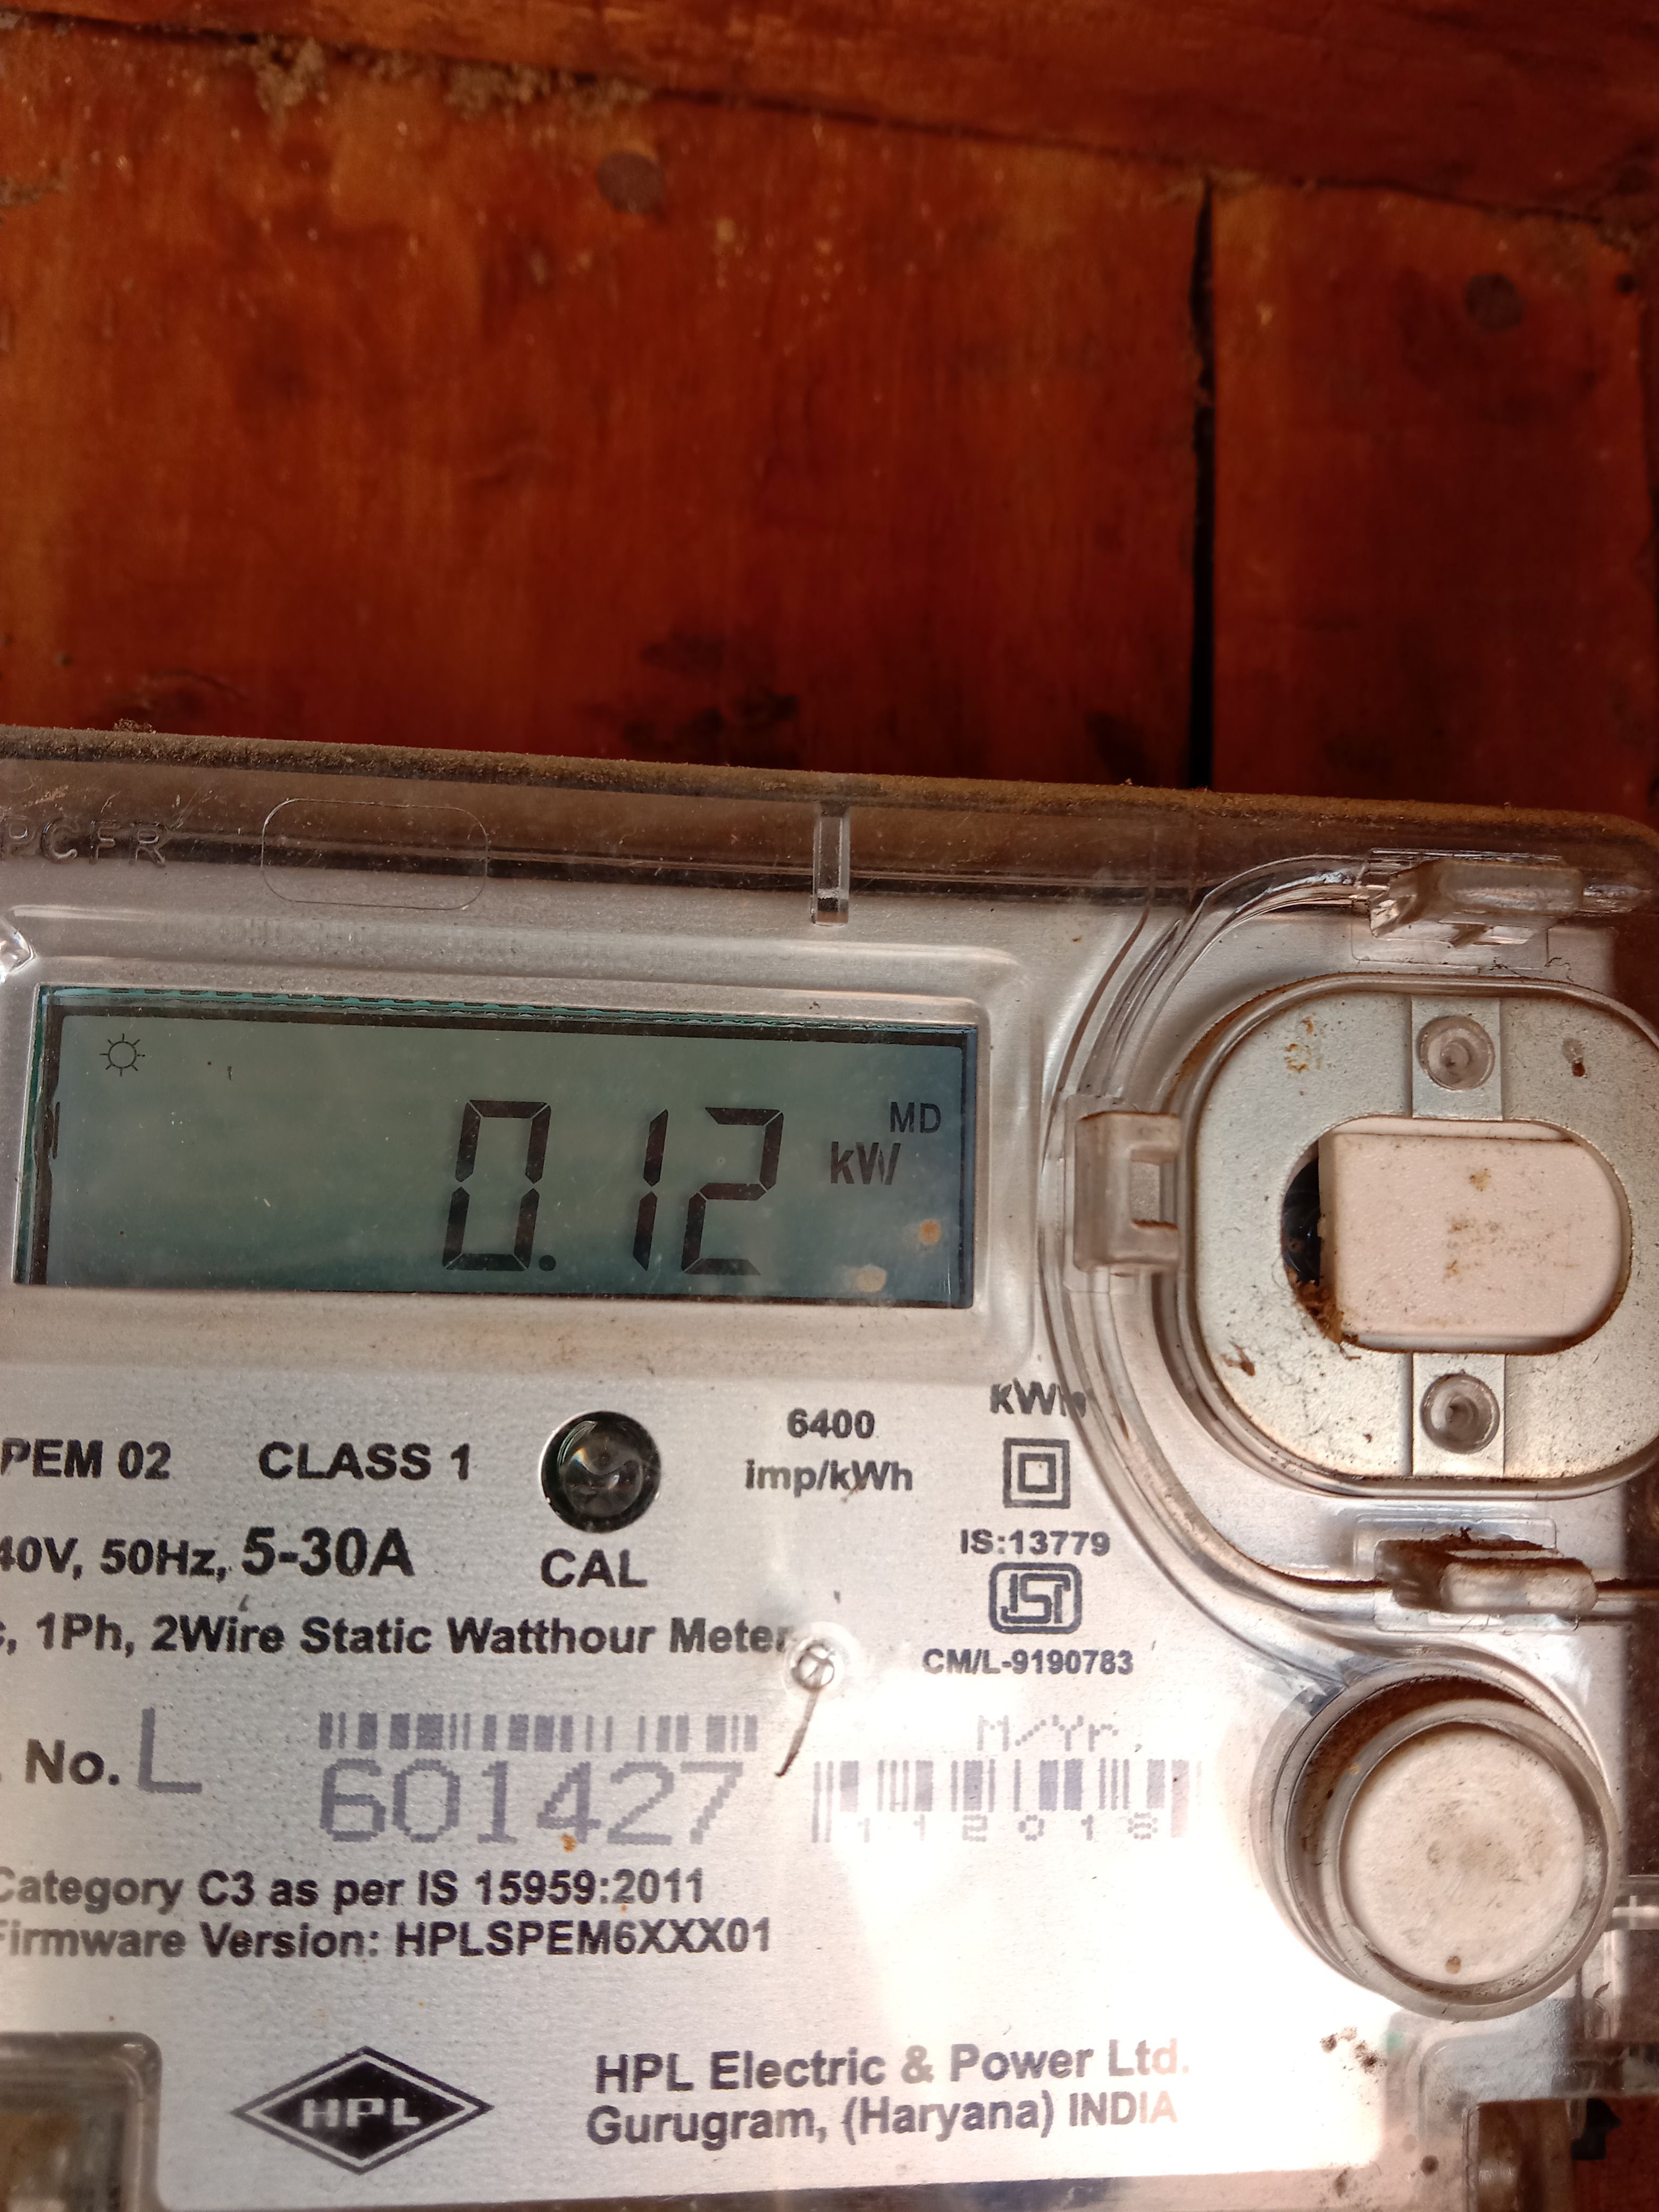 PCFR
0.12 kW MD
PEM 02 CLASS 1
6400
imp/kWh
KWh
40V, 50Hz, 5-30A
CAL
IS:13779
ISI
, 1Ph, 2Wire Static Watthour Meter
CM/L-9190783
No. L
601427
M/Yr.
112018
Category C3 as per IS 15959:2011
Firmware Version: HPLSPEM6XXX01
HPL
HPL Electric & Power Ltd.
Gurugram, (Haryana) INDIA